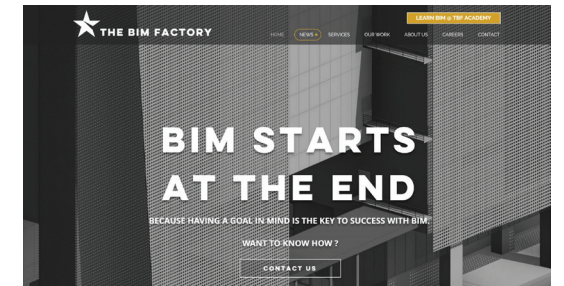 LEARN BIM @ TBF ACADEMY
THE BIM FACTORY
HOME NEWS SERVICES OUR WORK ABOUT US CAREERS CONTACT
BIM STARTS
AT THE END
BECAUSE HAVING A GOAL IN MIND IS THE KEY TO SUCCESS WITH BIM.
WANT TO KNOW HOW ?
CONTACT US